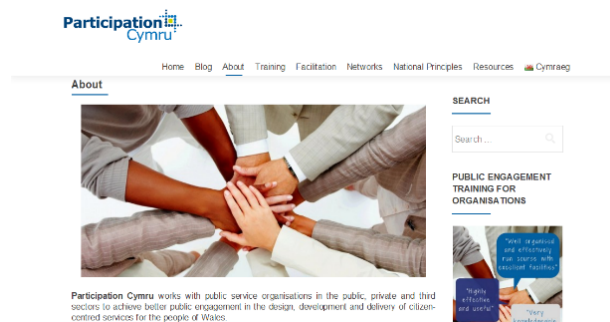 Participation
Cymru
Home Blog About Training Facilitation Networks National Principles Resources Cymraeg
About
SEARCH
Search ...
PUBLIC ENGAGEMENT
TRAINING FOR
ORGANISATIONS
"Well organised
and effectively
run course with
excellent facilities"
"Highly
effective
and useful"
"Very
Participation Cymru works with public service organisations in the public, private and third
sectors to achieve better public engagement in the design, development and delivery of citizen-
centred services for the people of Wales.